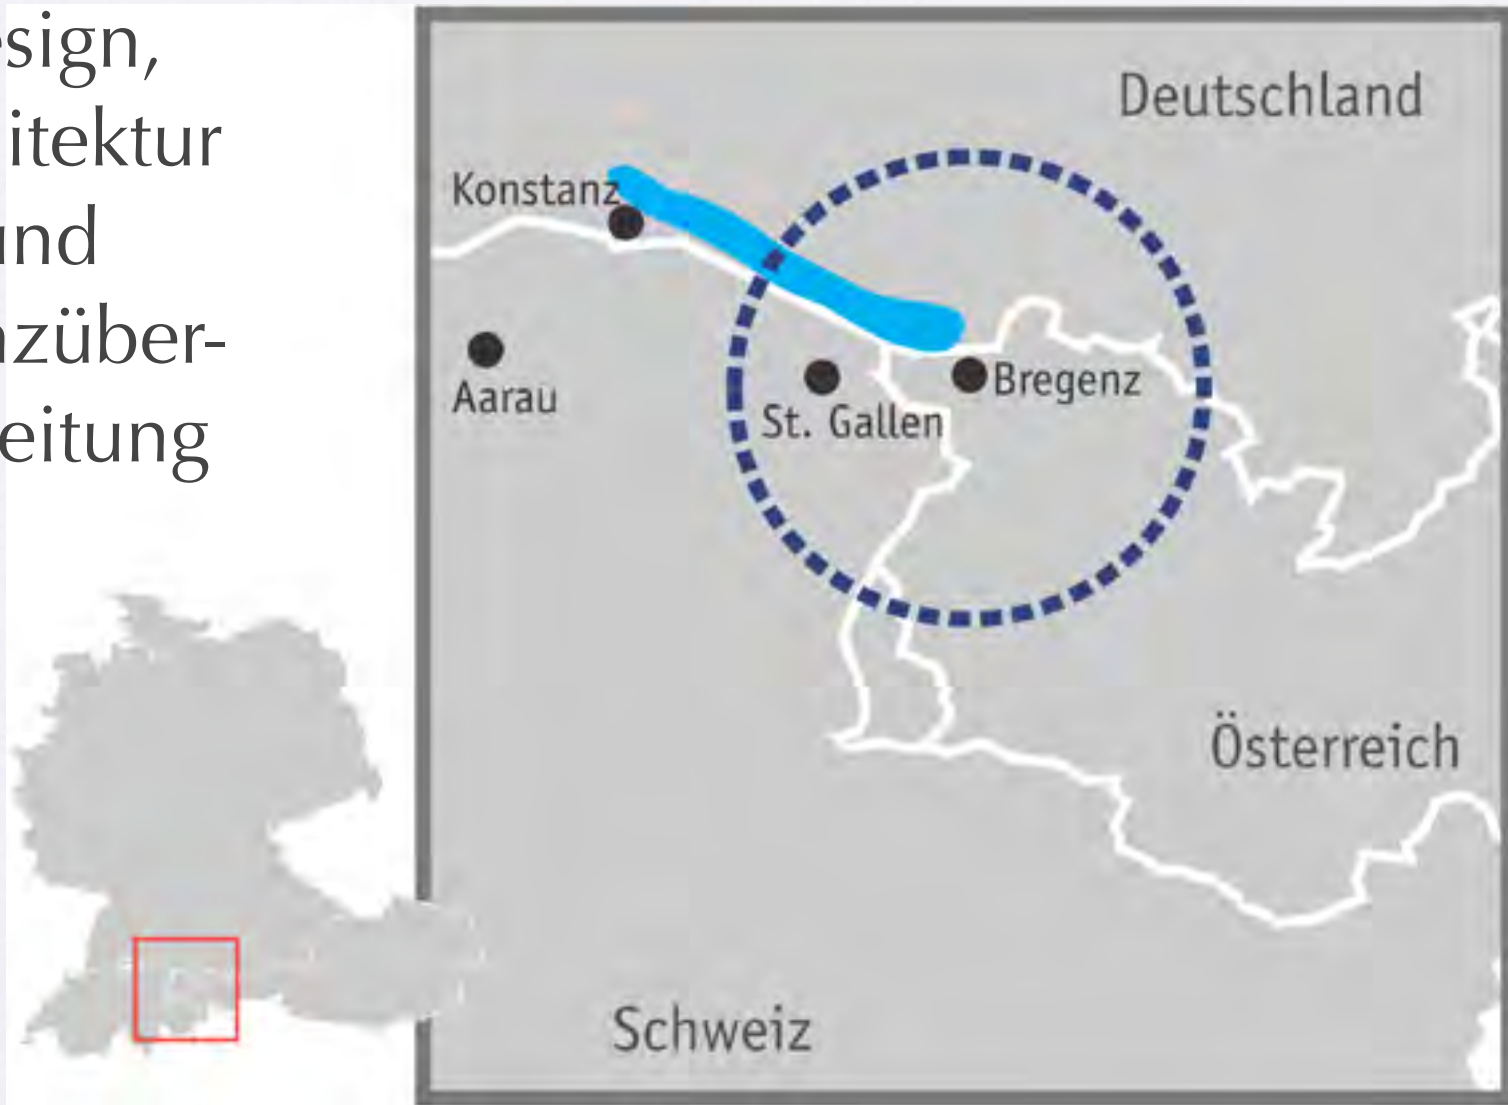 esign,
itektur
und
nzüber-
eitung
Deutschland
Konstanz
Aarau
St. Gallen
Bregenz
Österreich
Schweiz